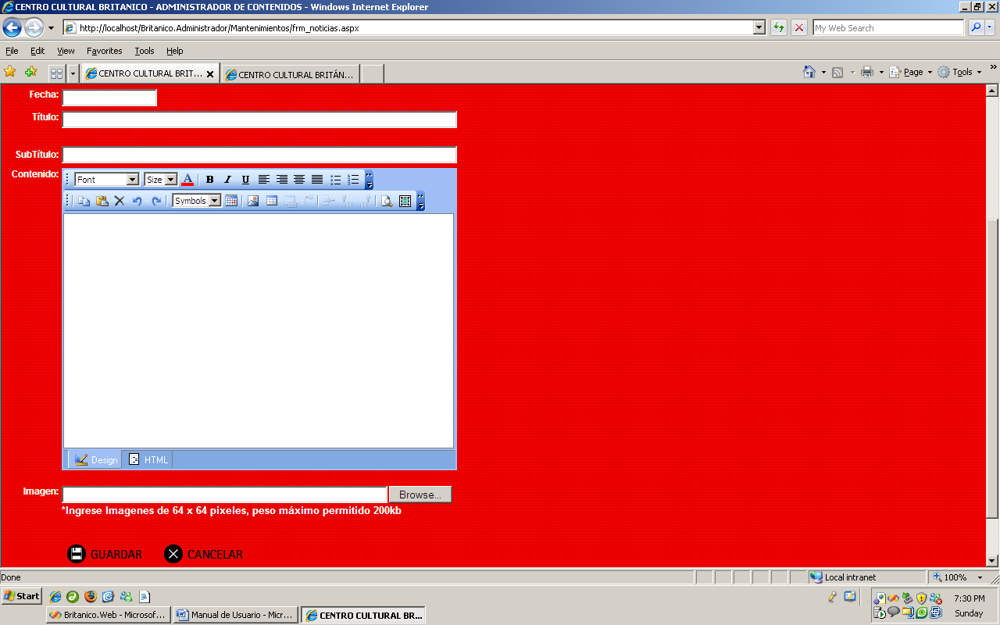 CENTRO CULTURAL BRITANICO - ADMINISTRADOR DE CONTENIDOS - Windows Internet Explorer
http://localhost/Britanico.Administrador/Mantenimientos/frm_noticias.aspx
My Web Search
File Edit View Favorites Tools Help
CENTRO CULTURAL BRIT... CENTRO CULTURAL BRITÁN... Page Tools
Fecha:
Título:
SubTítulo:
Contenido:
Font Size A B I U
Symbols
Design HTML
Imagen: Browse...
*Ingrese Imagenes de 64 x 64 pixeles, peso máximo permitido 200kb
GUARDAR CANCELAR
Done Local intranet 100%
Start 7:30 PM
Britanico.Web - Microsof... Manual de Usuario - Micr... CENTRO CULTURAL BR... Sunday